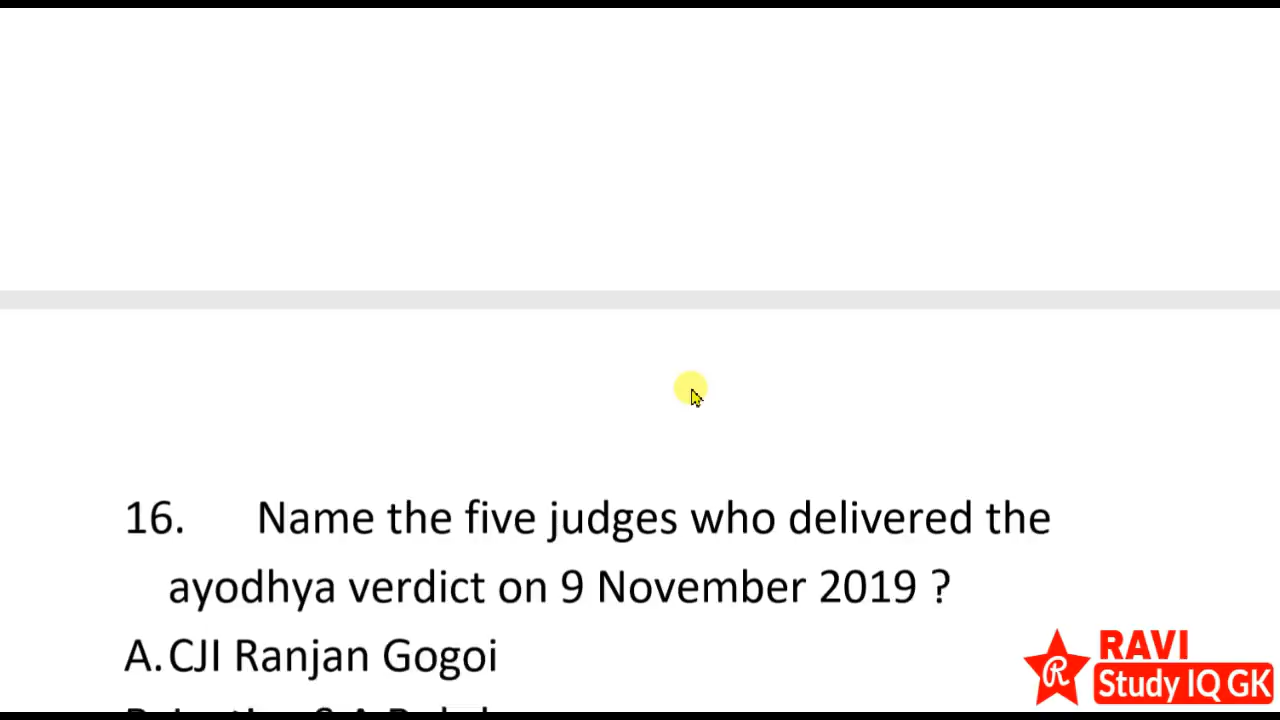 16. Name the five judges who delivered the
ayodhya verdict on 9 November 2019 ?
A. CJI Ranjan Gogoi
RAVI
R
Study IQ GK